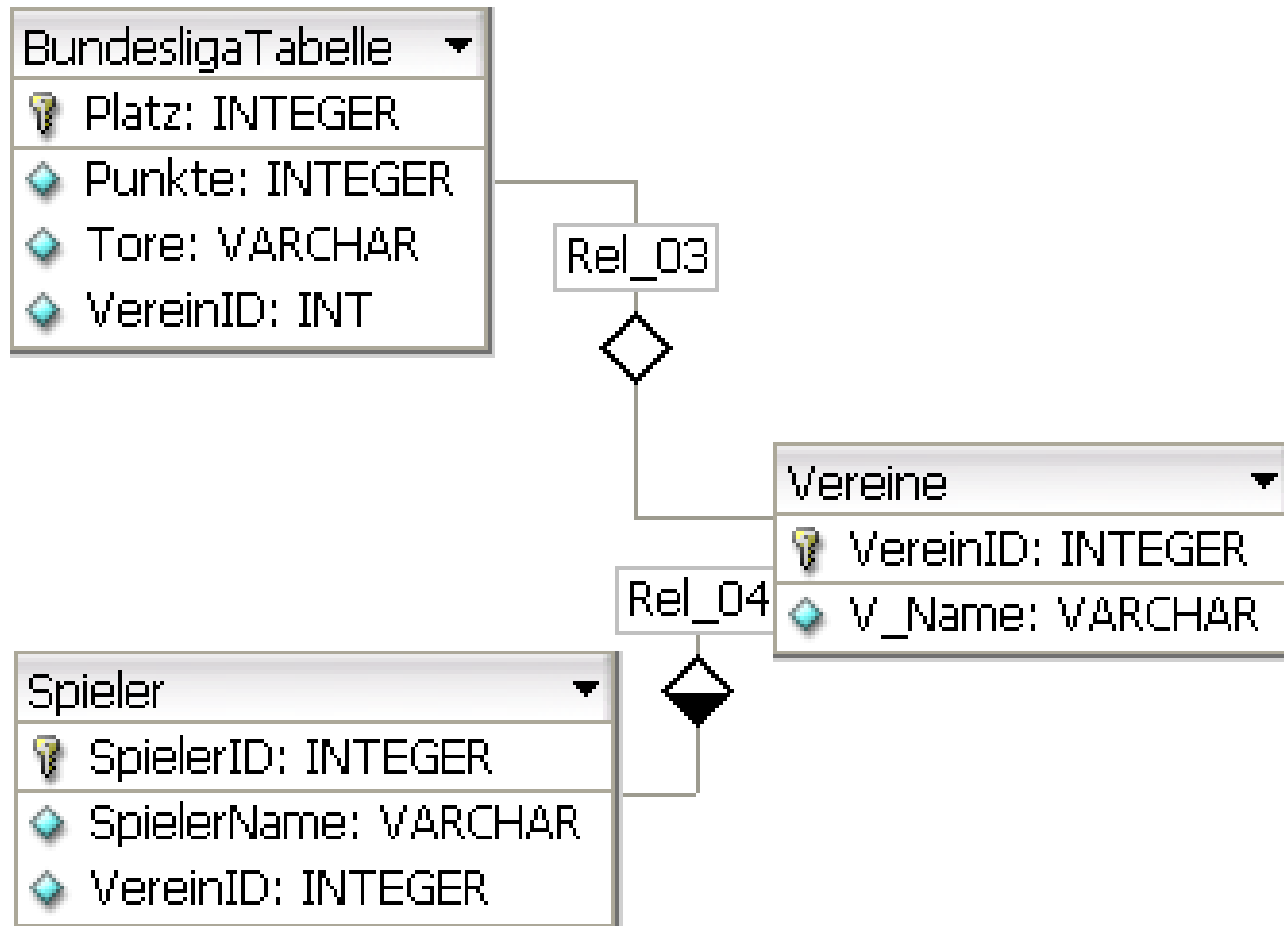 BundesligaTabelle
Platz: INTEGER
Punkte: INTEGER
Tore: VARCHAR
VereinID: INT
Rel_03
Vereine
VereinID: INTEGER
V_Name: VARCHAR
Rel_04
Spieler
SpielerID: INTEGER
SpielerName: VARCHAR
VereinID: INTEGER